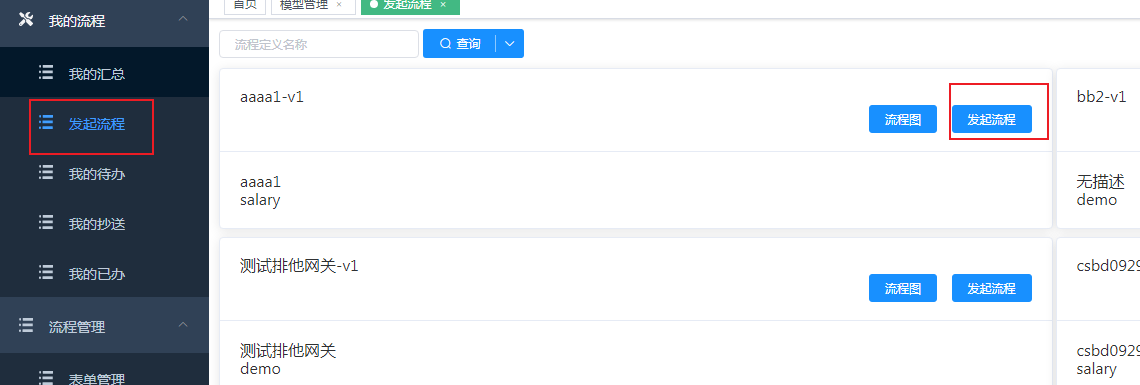 我的流程
我的汇总
发起流程
我的待办
我的抄送
我的已办
流程管理
表单管理
首页
模型管理 ×
发起流程 ×
流程定义名称
查询
aaaa1-v1
流程图
发起流程
aaaa1
salary
bb2-v1
无描述
demo
测试排他网关-v1
流程图
发起流程
测试排他网关
demo
csbd0929
csbd0929
salary